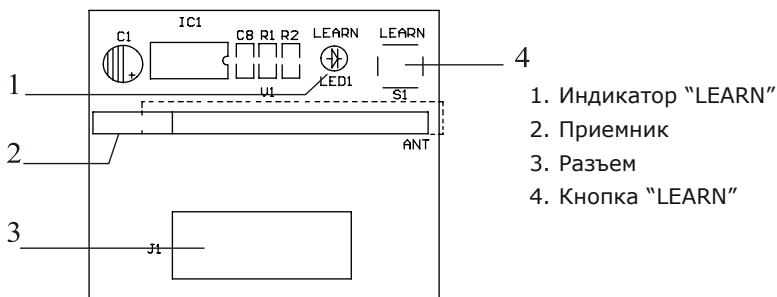 IC1
C1
C8 R1 R2
LEARN
LEARN
+
LED1
S1
U1
ANT
J1
1
2
3
4
1. Индикатор “LEARN”
2. Приемник
3. Разъем
4. Кнопка “LEARN”